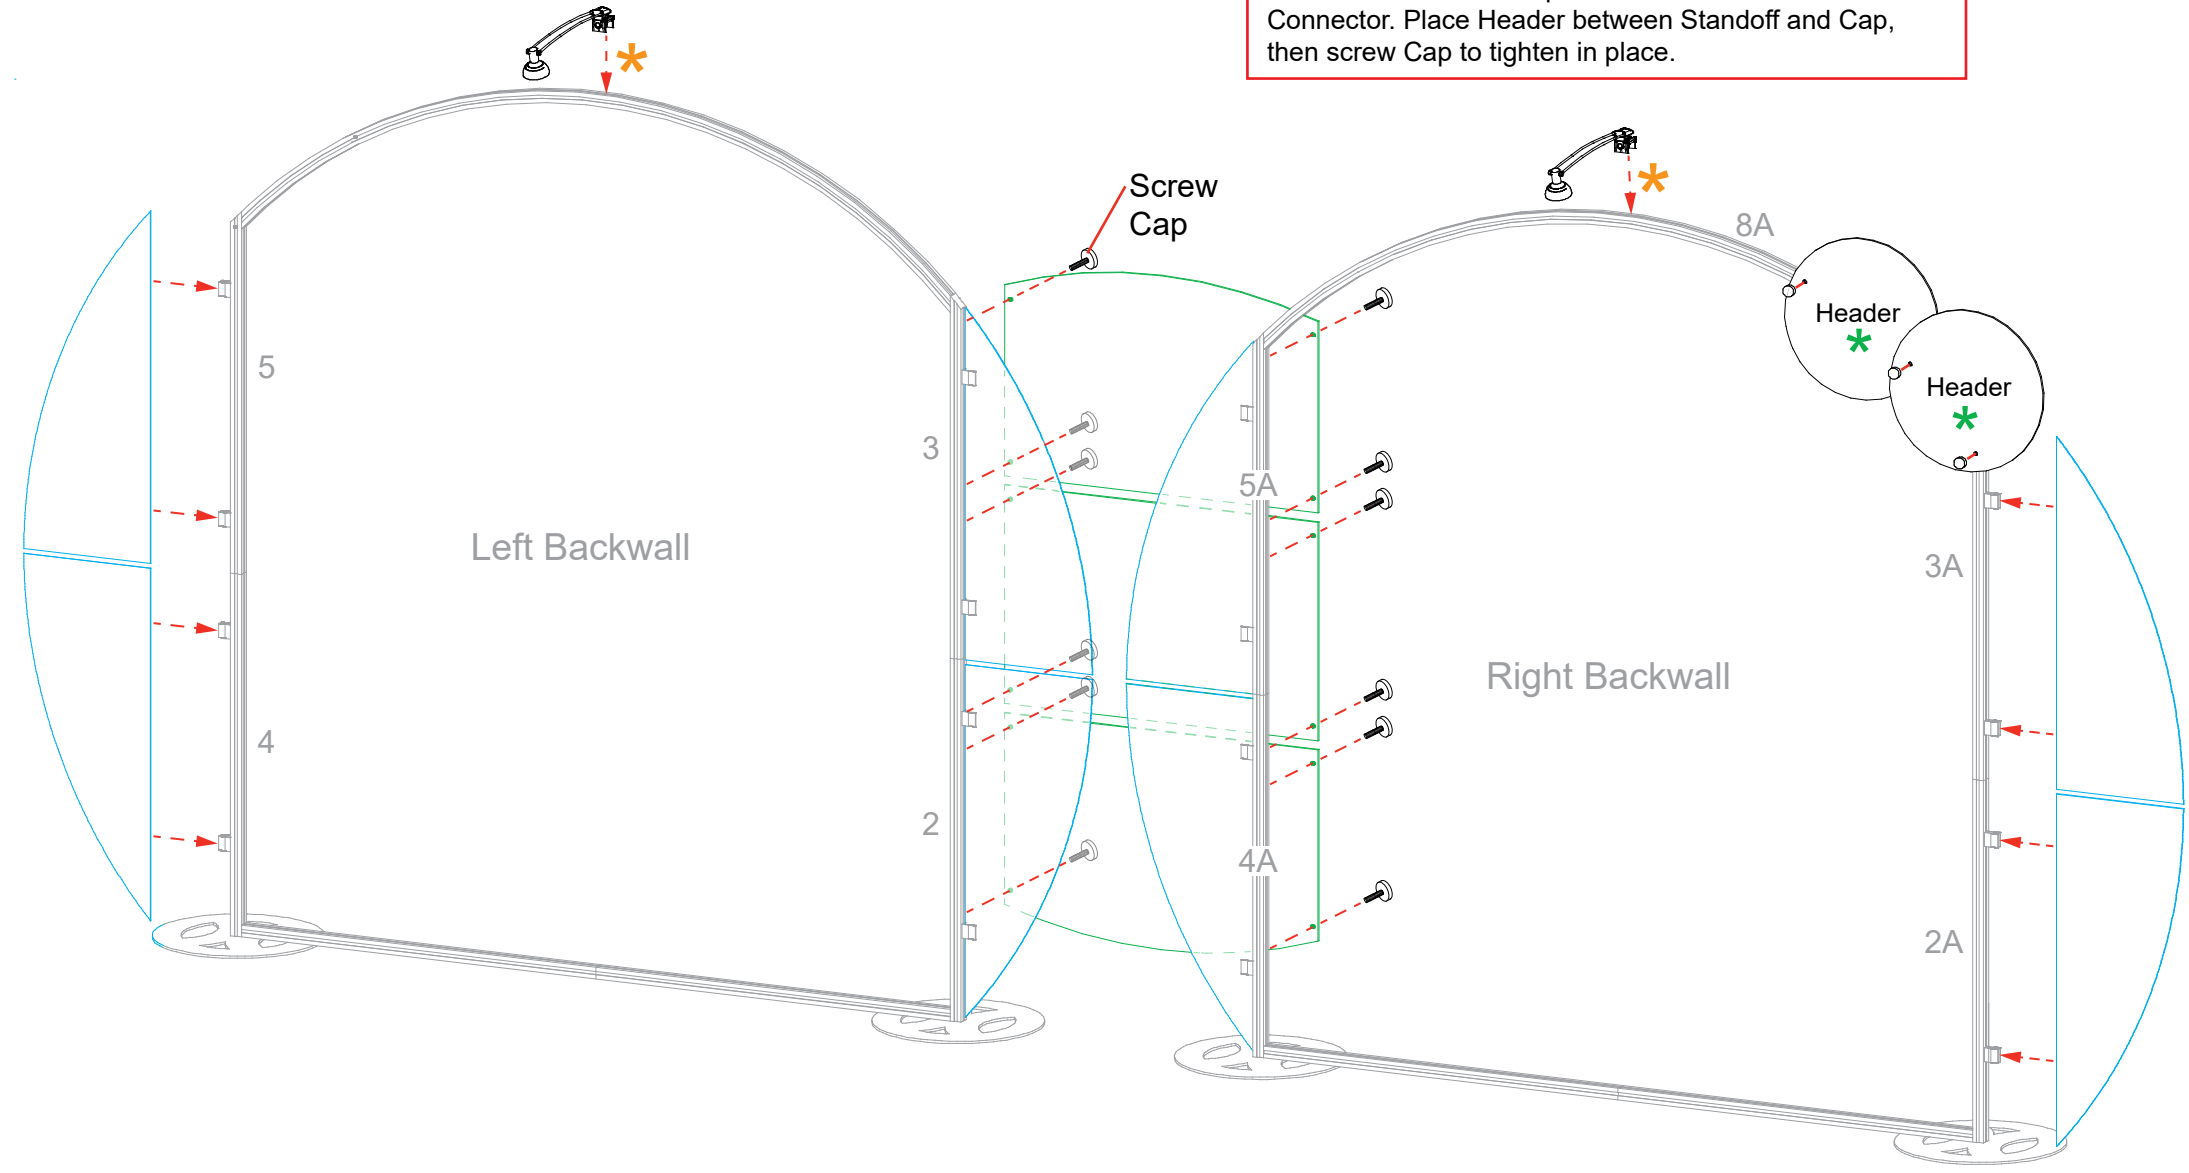 Connector. Place Header between Standoff and Cap,
then screw Cap to tighten in place.
*
Screw
Cap
*
8A
Header
*
Header
*
5
3
5A
Left Backwall
3A
Right Backwall
4
2
4A
2A